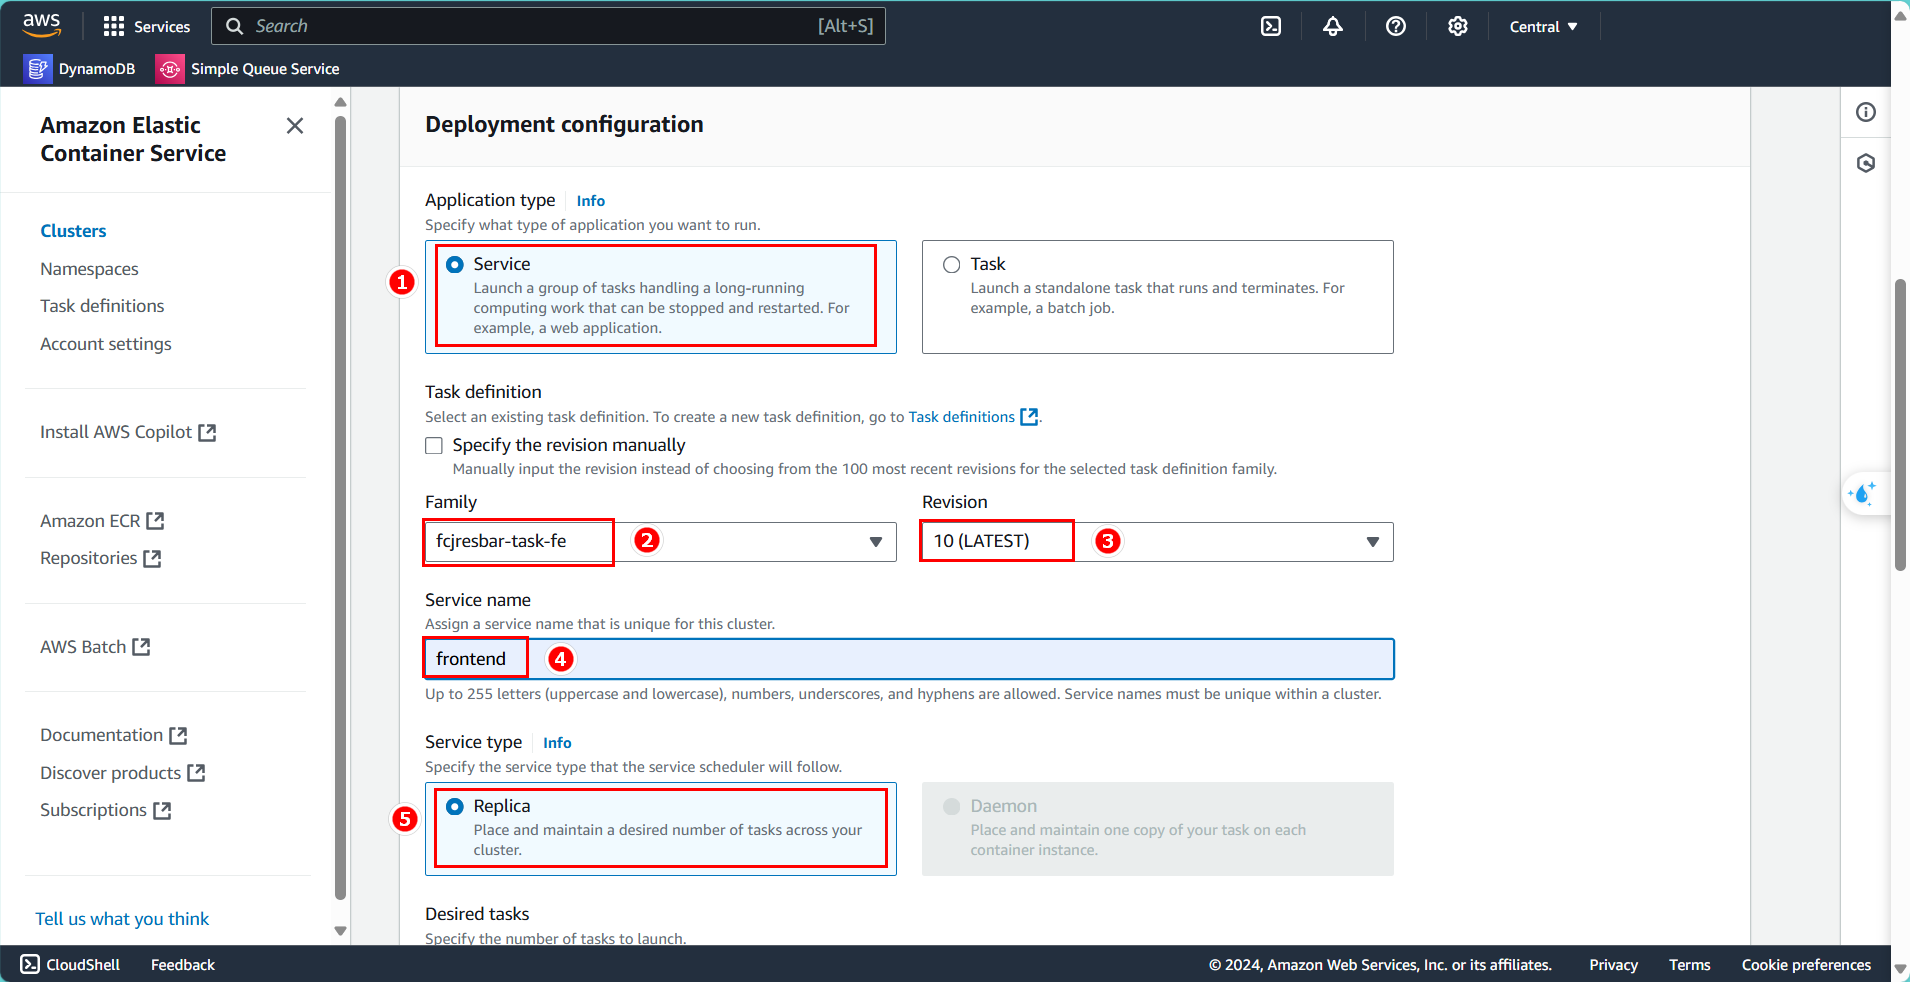 aws
Services
Search
[Alt+S]
Central
DynamoDB
Simple Queue Service
Amazon Elastic
Container Service
Clusters
Namespaces
Task definitions
Account settings
Install AWS Copilot
Amazon ECR
Repositories
AWS Batch
Documentation
Discover products
Subscriptions
Tell us what you think
Deployment configuration
Application type
Info
Specify what type of application you want to run.
1
Service
Launch a group of tasks handling a long-running
computing work that can be stopped and restarted. For
example, a web application.
Task
Launch a standalone task that runs and terminates. For
example, a batch job.
Task definition
Select an existing task definition. To create a new task definition, go to Task definitions.
Specify the revision manually
Manually input the revision instead of choosing from the 100 most recent revisions for the selected task definition family.
Family
fcjresbar-task-fe
2
Revision
10 (LATEST)
3
Service name
Assign a service name that is unique for this cluster.
frontend
4
Up to 255 letters (uppercase and lowercase), numbers, underscores, and hyphens are allowed. Service names must be unique within a cluster.
Service type
Info
Specify the service type that the service scheduler will follow.
5
Replica
Place and maintain a desired number of tasks across your
cluster.
Daemon
Place and maintain one copy of your task on each
container instance.
Desired tasks
Specify the number of tasks to launch.
CloudShell
Feedback
© 2024, Amazon Web Services, Inc. or its affiliates.
Privacy
Terms
Cookie preferences